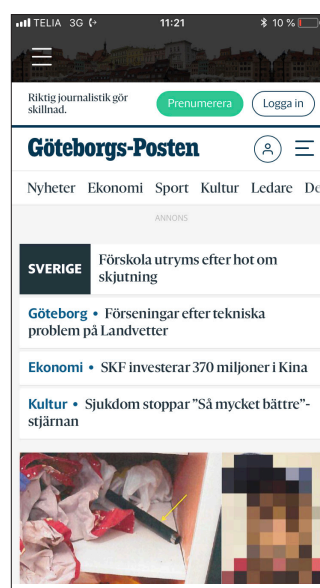 TELIA 3G 11:21 10 %
Riktig journalistik gör
skillnad.
Prenumerera
Logga in
Göteborgs-Posten
Nyheter Ekonomi Sport Kultur Ledare De
ANNONS
SVERIGE
Förskola utryms efter hot om
skjutning
Göteborg • Förseningar efter tekniska
problem på Landvetter
Ekonomi • SKF investerar 370 miljoner i Kina
Kultur • Sjukdom stoppar ”Så mycket bättre”-
stjärnan